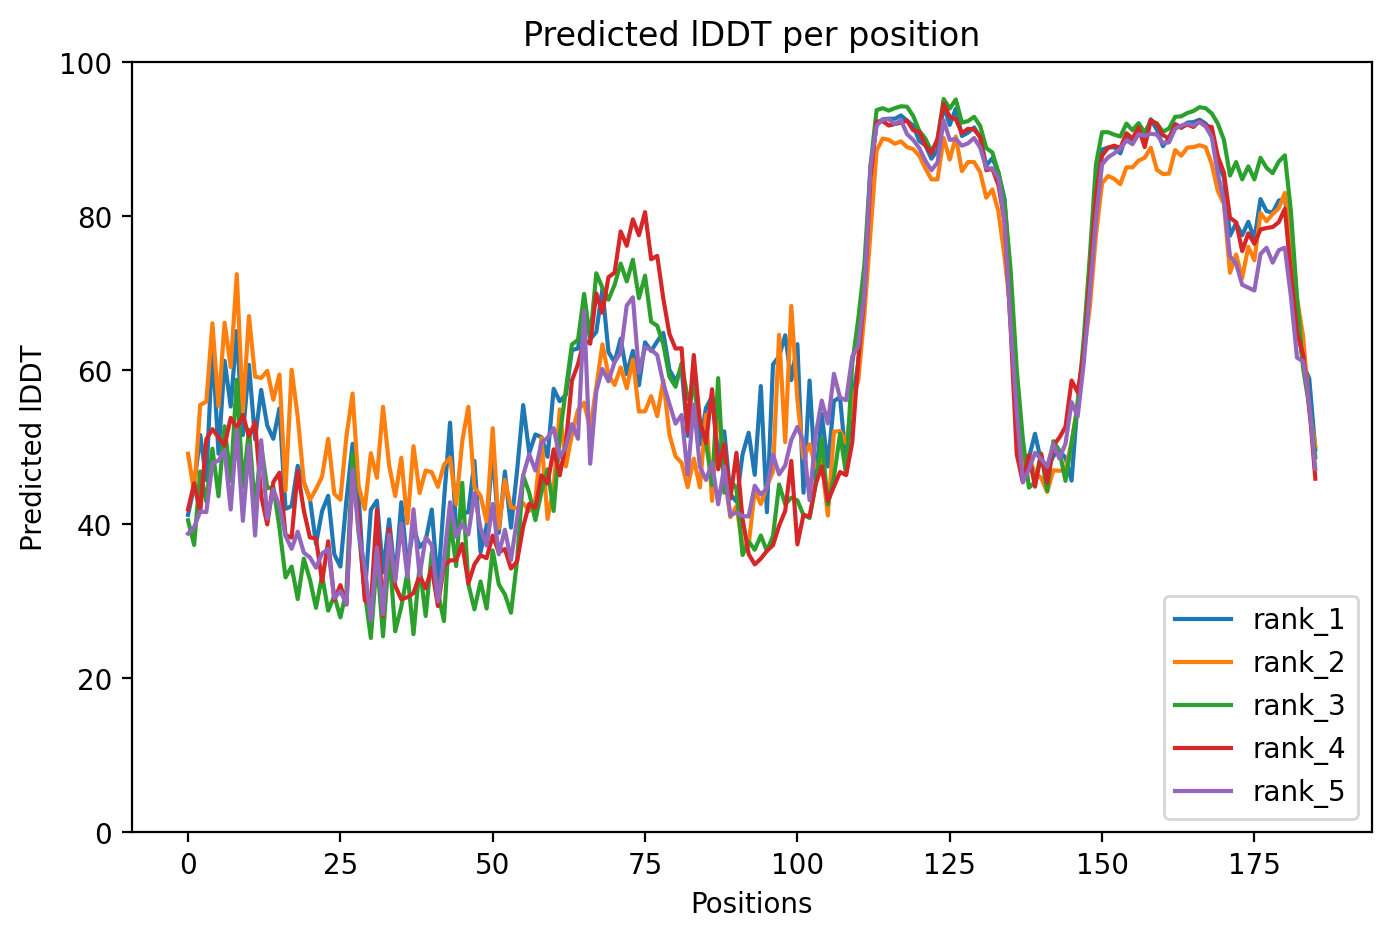 Predicted lDDT per position
Predicted lDDT
100
80
60
40
20
0
0 25 50 75 100 125 150 175
Positions
rank_1
rank_2
rank_3
rank_4
rank_5